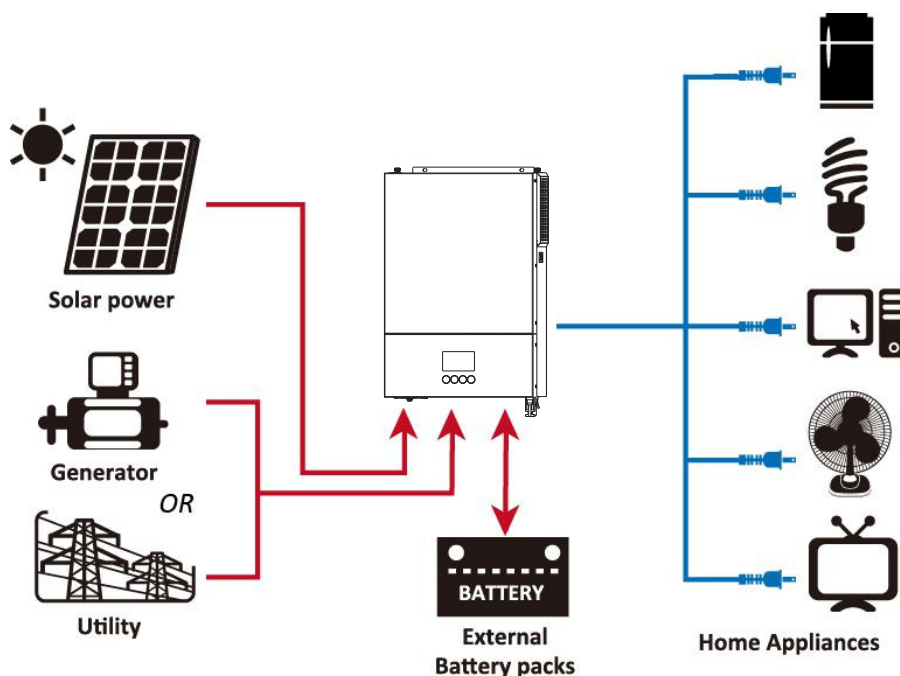 Solar power
Generator
OR
Utility
BATTERY
External
Battery packs
Home Appliances